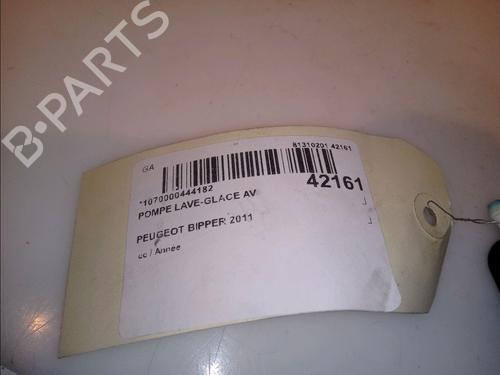 B-PARTS
GA
81310201 42161
*1070000444182
42161
POMPE LAVE-GLACE AV
PEUGEOT BIPPER 2011
cc / Annee